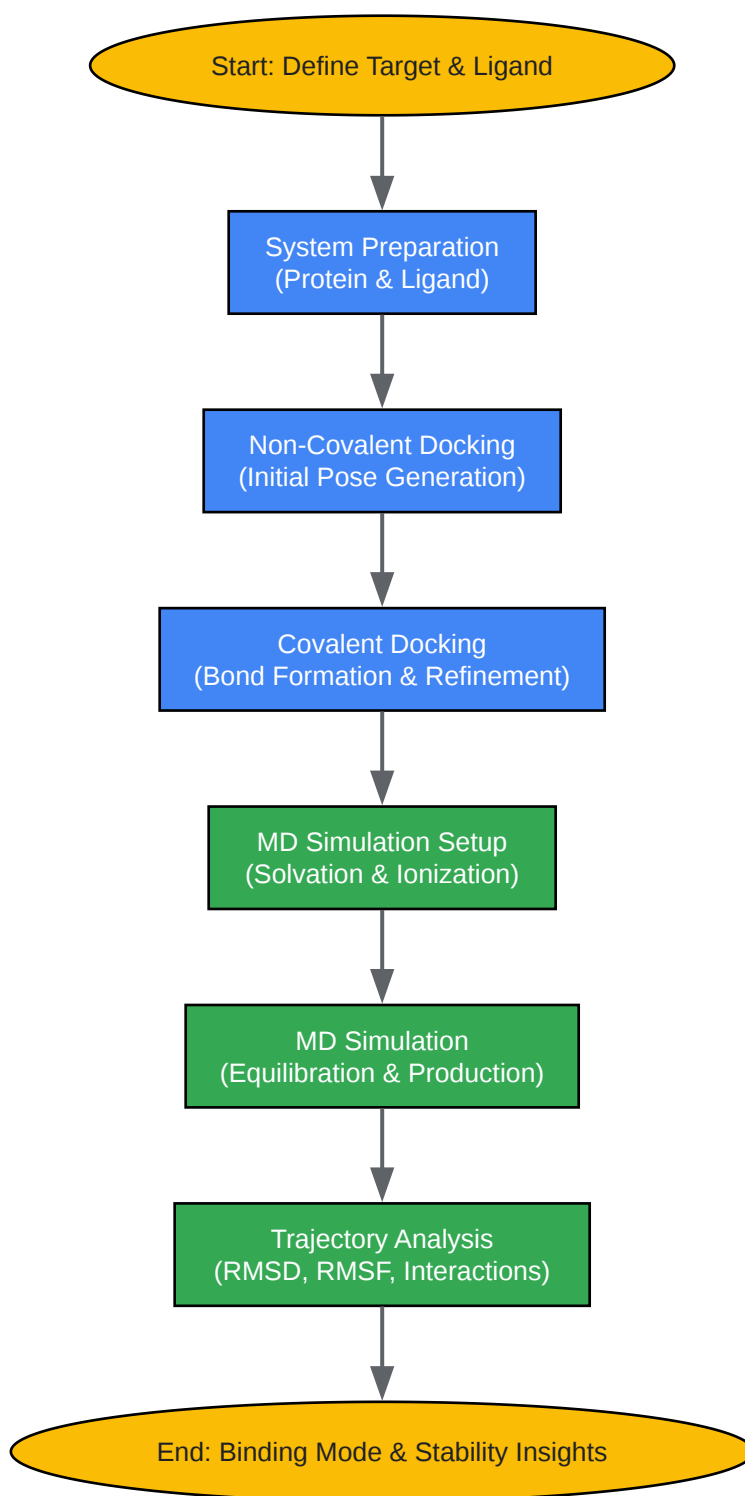 Start: Define Target & Ligand
System Preparation
(Protein & Ligand)
Non-Covalent Docking
(Initial Pose Generation)
Covalent Docking
(Bond Formation & Refinement)
MD Simulation Setup
(Solvation & Ionization)
MD Simulation
(Equilibration & Production)
Trajectory Analysis
(RMSD, RMSF, Interactions)
End: Binding Mode & Stability Insights